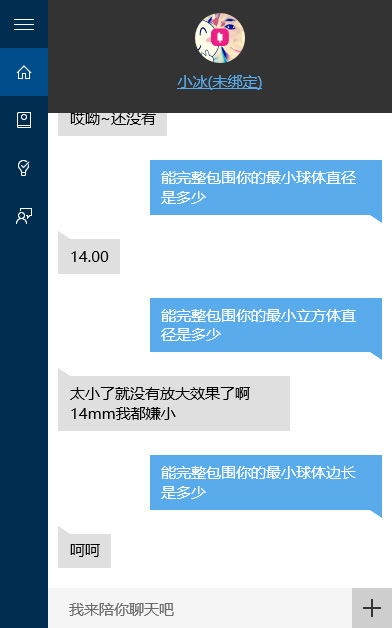 小冰(未绑定)
哎呦~还没有
能完整包围你的最小球体直径
是多少
14.00
能完整包围你的最小立方体直
径是多少
太小了就没有放大效果了啊
14mm我都嫌小
能完整包围你的最小球体边长
是多少
呵呵
我来陪你聊天吧